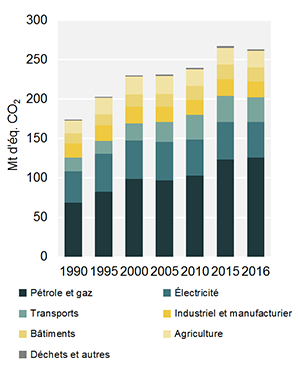 Mt d'éq. CO₂
300
250
200
150
100
50
0
1990 1995 2000 2005 2010 2015 2016
Pétrole et gaz
Électricité
Transports
Industriel et manufacturier
Bâtiments
Agriculture
Déchets et autres